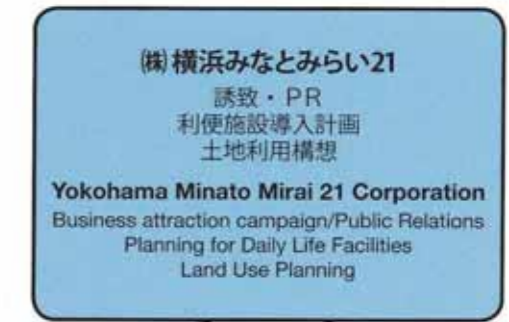 ㈱横浜みなとみらい21
誘致・PR
利便施設導入計画
土地利用構想
Yokohama Minato Mirai 21 Corporation
Business attraction campaign/Public Relations
Planning for Daily Life Facilities
Land Use Planning